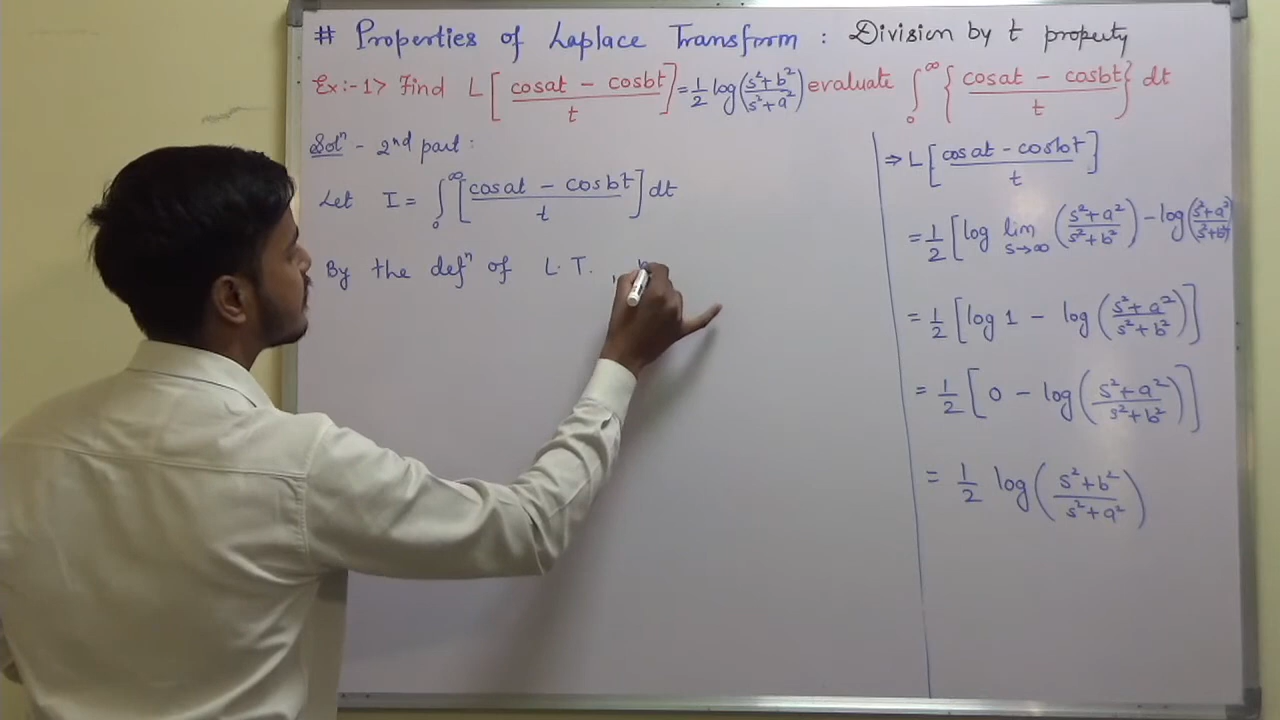 # Properties of Laplace Transform : Division by t property
Ex:-1> Find L[(cosat - cosbt)/t] = 1/2 log((s²+b²)/(s²+a²)) evaluate ∫₀^∞ {(cosat - cosbt)/t} dt
Solⁿ - 2nd part :
Let I = ∫₀^∞ [(cosat - cosbt)/t] dt
By the defⁿ of L.T. ,
⇒ L[(cosat - cosbt)/t]
= 1/2 [log lim s→∞ ((s²+a²)/(s²+b²)) - log((s²+a²)/(s²+b²)
= 1/2 [log 1 - log((s²+a²)/(s²+b²))]
= 1/2 [0 - log((s²+a²)/(s²+b²))]
= 1/2 log((s²+b²)/(s²+a²))